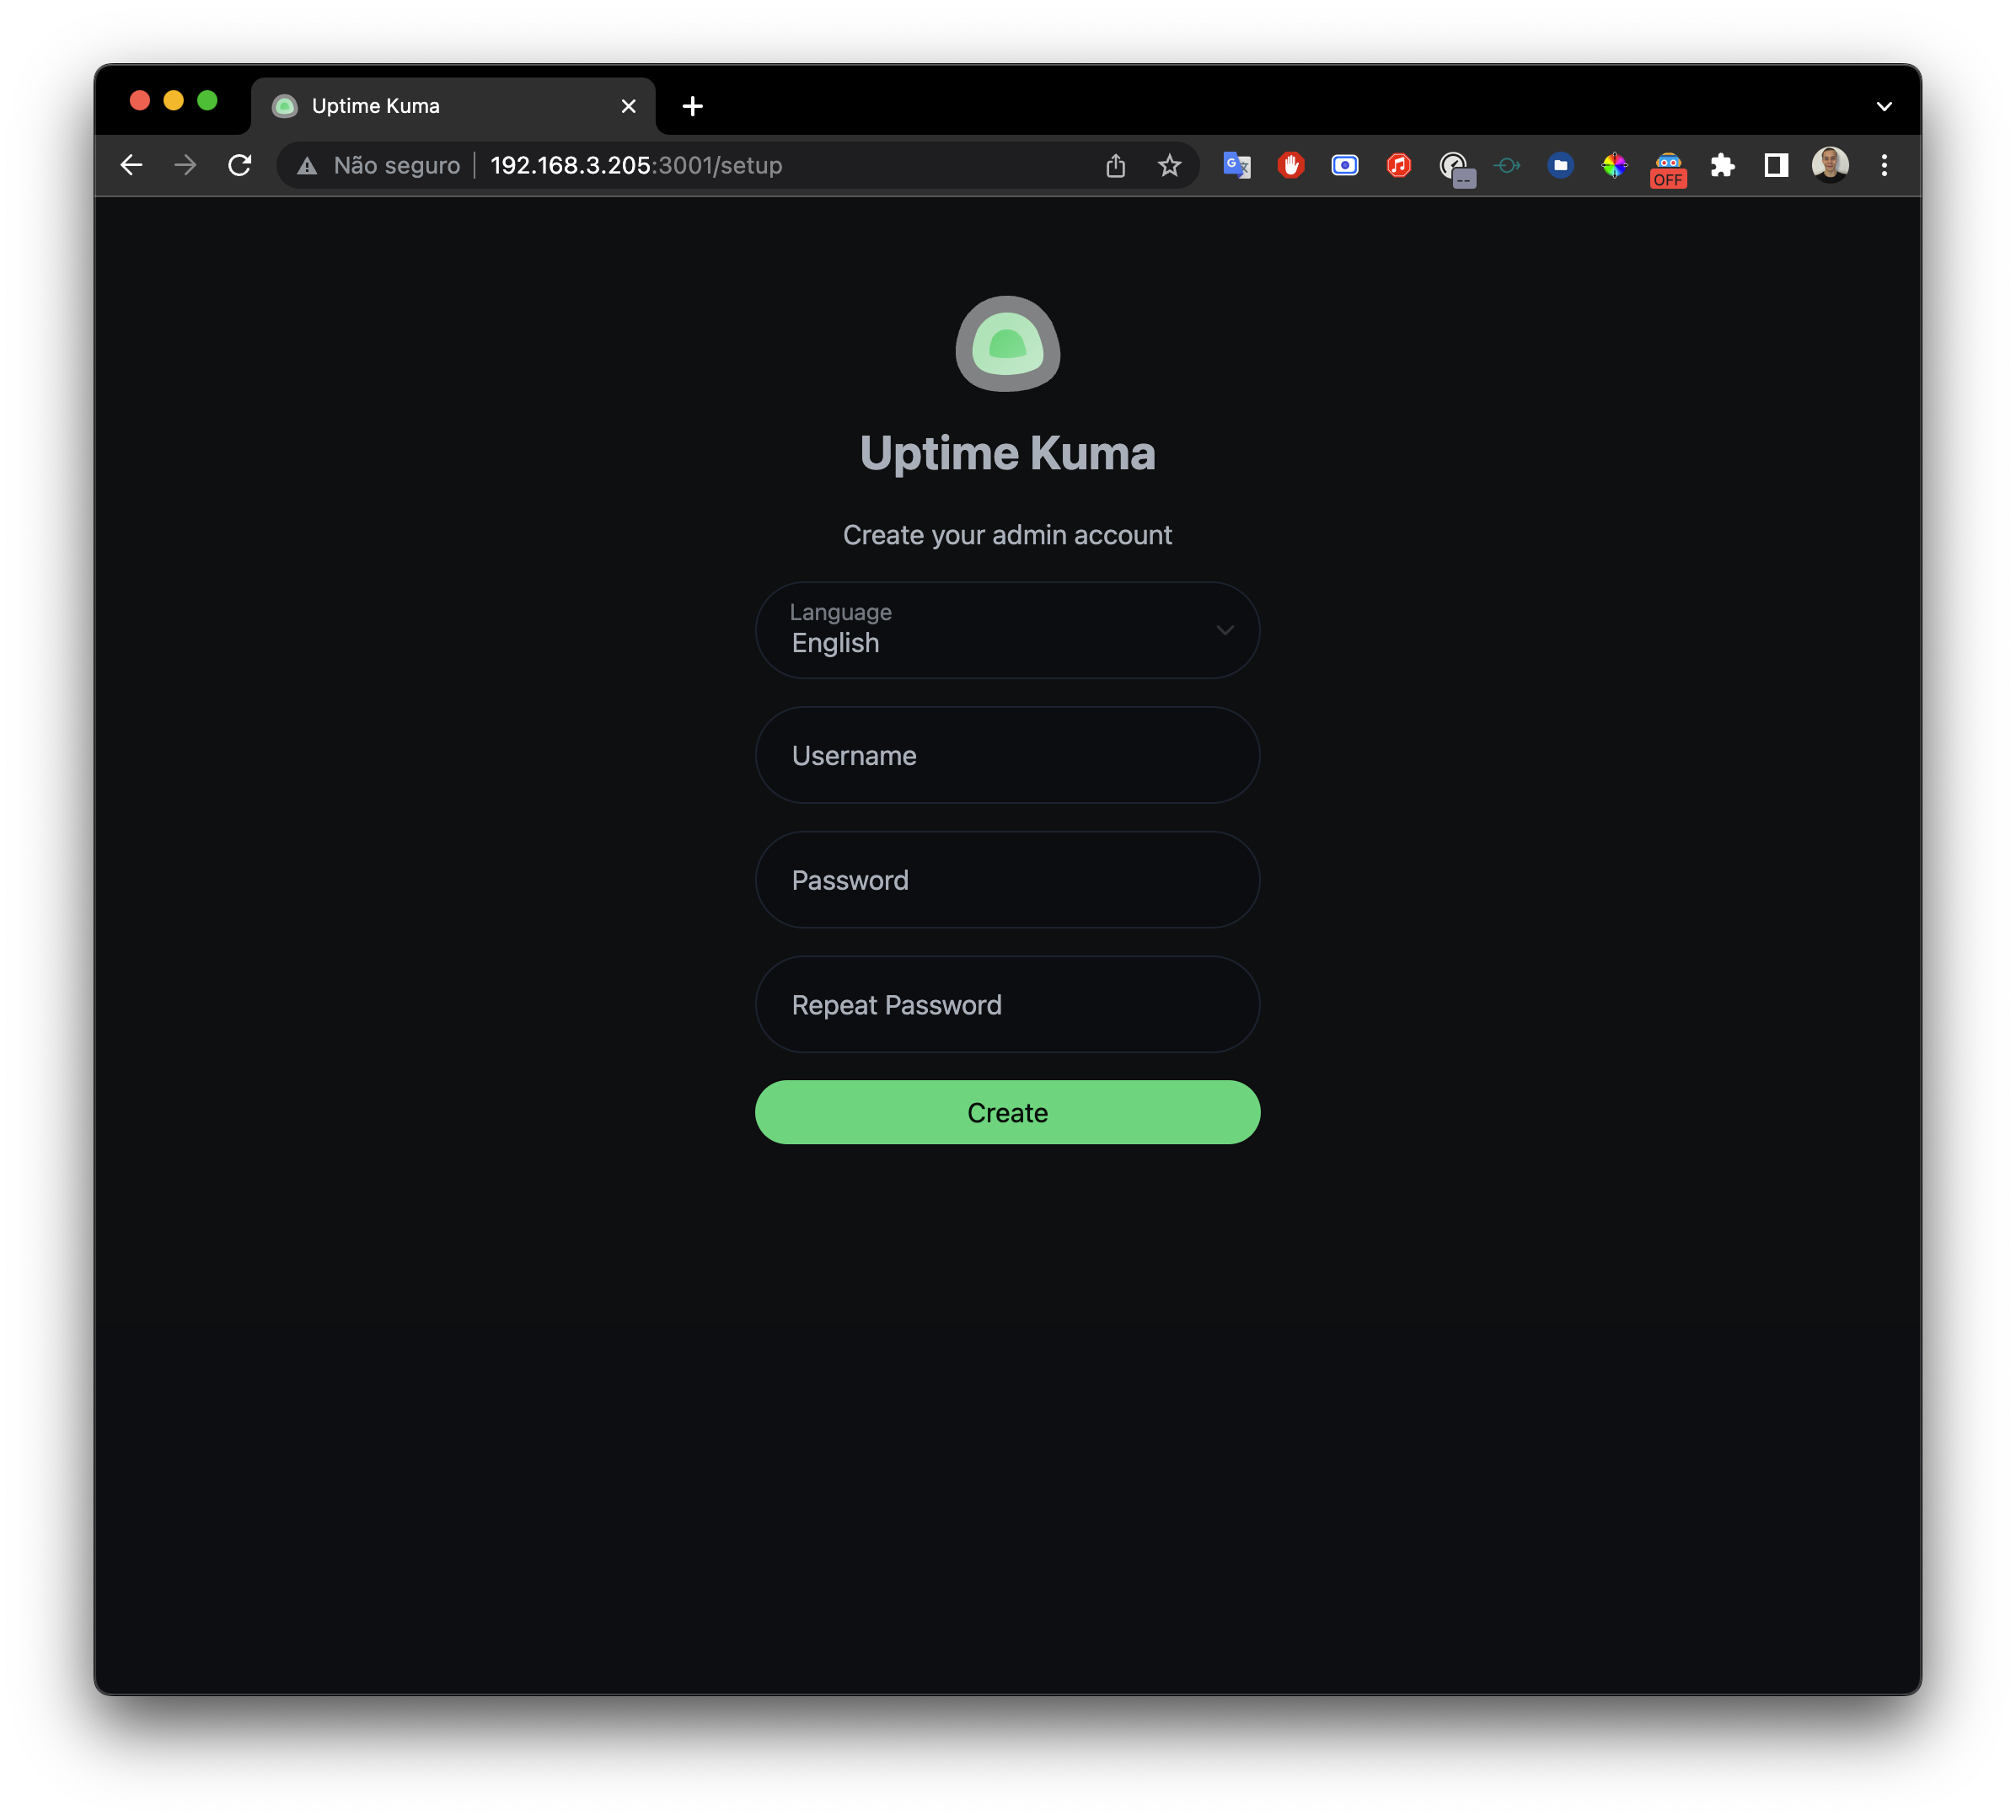 Uptime Kuma
Não seguro 192.168.3.205:3001/setup
OFF
Uptime Kuma
Create your admin account
Language
English
Username
Password
Repeat Password
Create